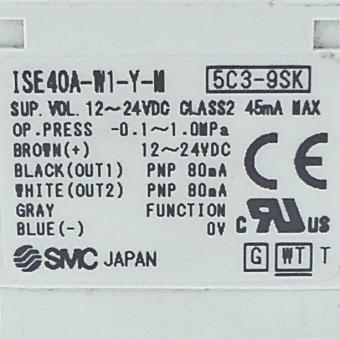 ISE40A-W1-Y-M 5C3-9SK
SUP. VOL. 12~24VDC CLASS2 45mA MAX
OP.PRESS -0.1~1.0MPa
BROWN(+) 12~24VDC
BLACK(OUT1) PNP 80mA
WHITE(OUT2) PNP 80mA
GRAY FUNCTION
BLUE(-) 0V
CE
c RU us
SMC JAPAN G WT T